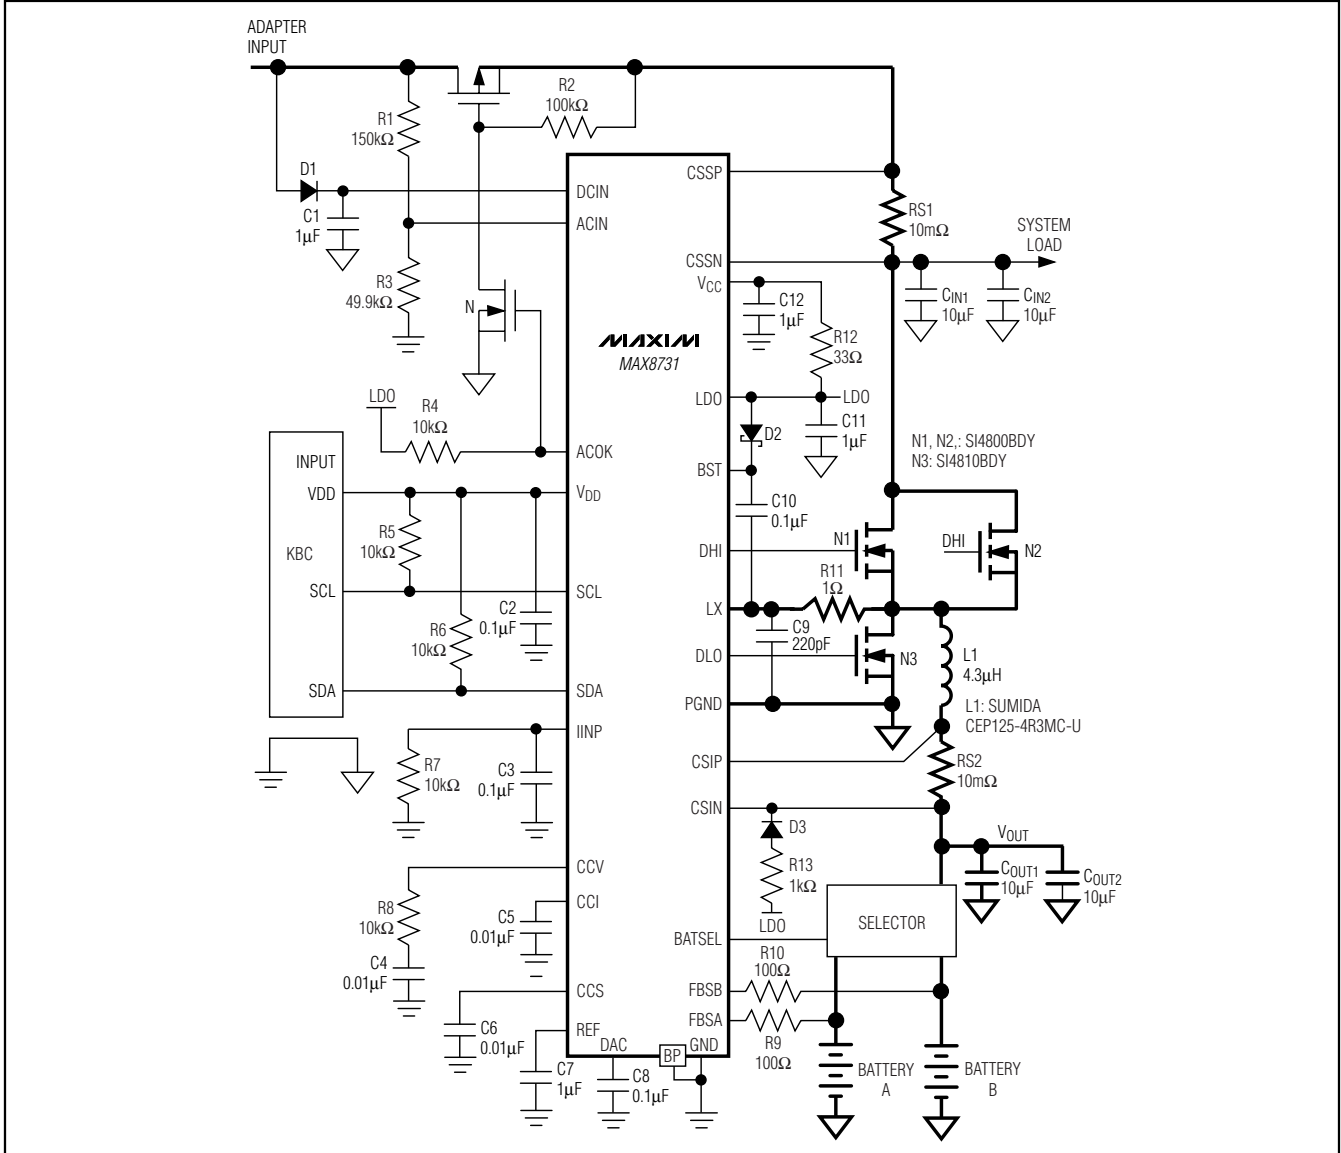 ADAPTER
INPUT
R2
100kΩ
R1
150kΩ
D1
C1
1µF
DCIN
ACIN
CSSP
RS1
10mΩ
SYSTEM
LOAD
CSSN
VCC
CIN1
10µF
CIN2
10µF
R3
49.9kΩ
N
C12
1µF
R12
33Ω
MAXIM
MAX8731
LDO
R4
10kΩ
LDO
LDO
C11
1µF
D2
N1, N2,: SI4800BDY
N3: SI4810BDY
ACOK
BST
INPUT
VDD
VDD
C10
0.1µF
R5
10kΩ
KBC
DHI
N1
DHI
N2
SCL
SCL
R11
1Ω
LX
C2
0.1µF
R6
10kΩ
C9
220pF
DLO
N3
L1
4.3µH
SDA
SDA
PGND
L1: SUMIDA
CEP125-4R3MC-U
IINP
R7
10kΩ
C3
0.1µF
CSIP
RS2
10mΩ
CSIN
D3
VOUT
R13
1kΩ
COUT1
10µF
COUT2
10µF
CCV
CCI
R8
10kΩ
C5
0.01µF
LDO
SELECTOR
BATSEL
C4
0.01µF
R10
100Ω
CCS
FBSB
C6
0.01µF
REF
FBSA
R9
100Ω
DAC
BP
GND
C7
1µF
C8
0.1µF
BATTERY
A
BATTERY
B